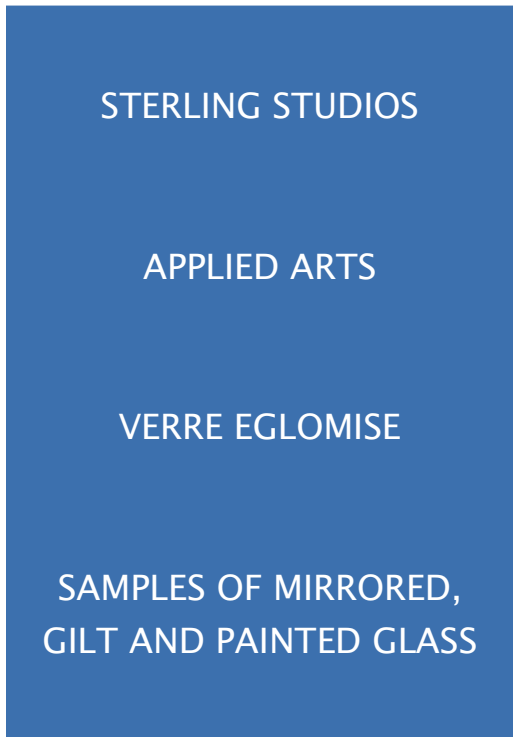 STERLING STUDIOS
APPLIED ARTS
VERRE EGLOMISE
SAMPLES OF MIRRORED,
GILT AND PAINTED GLASS